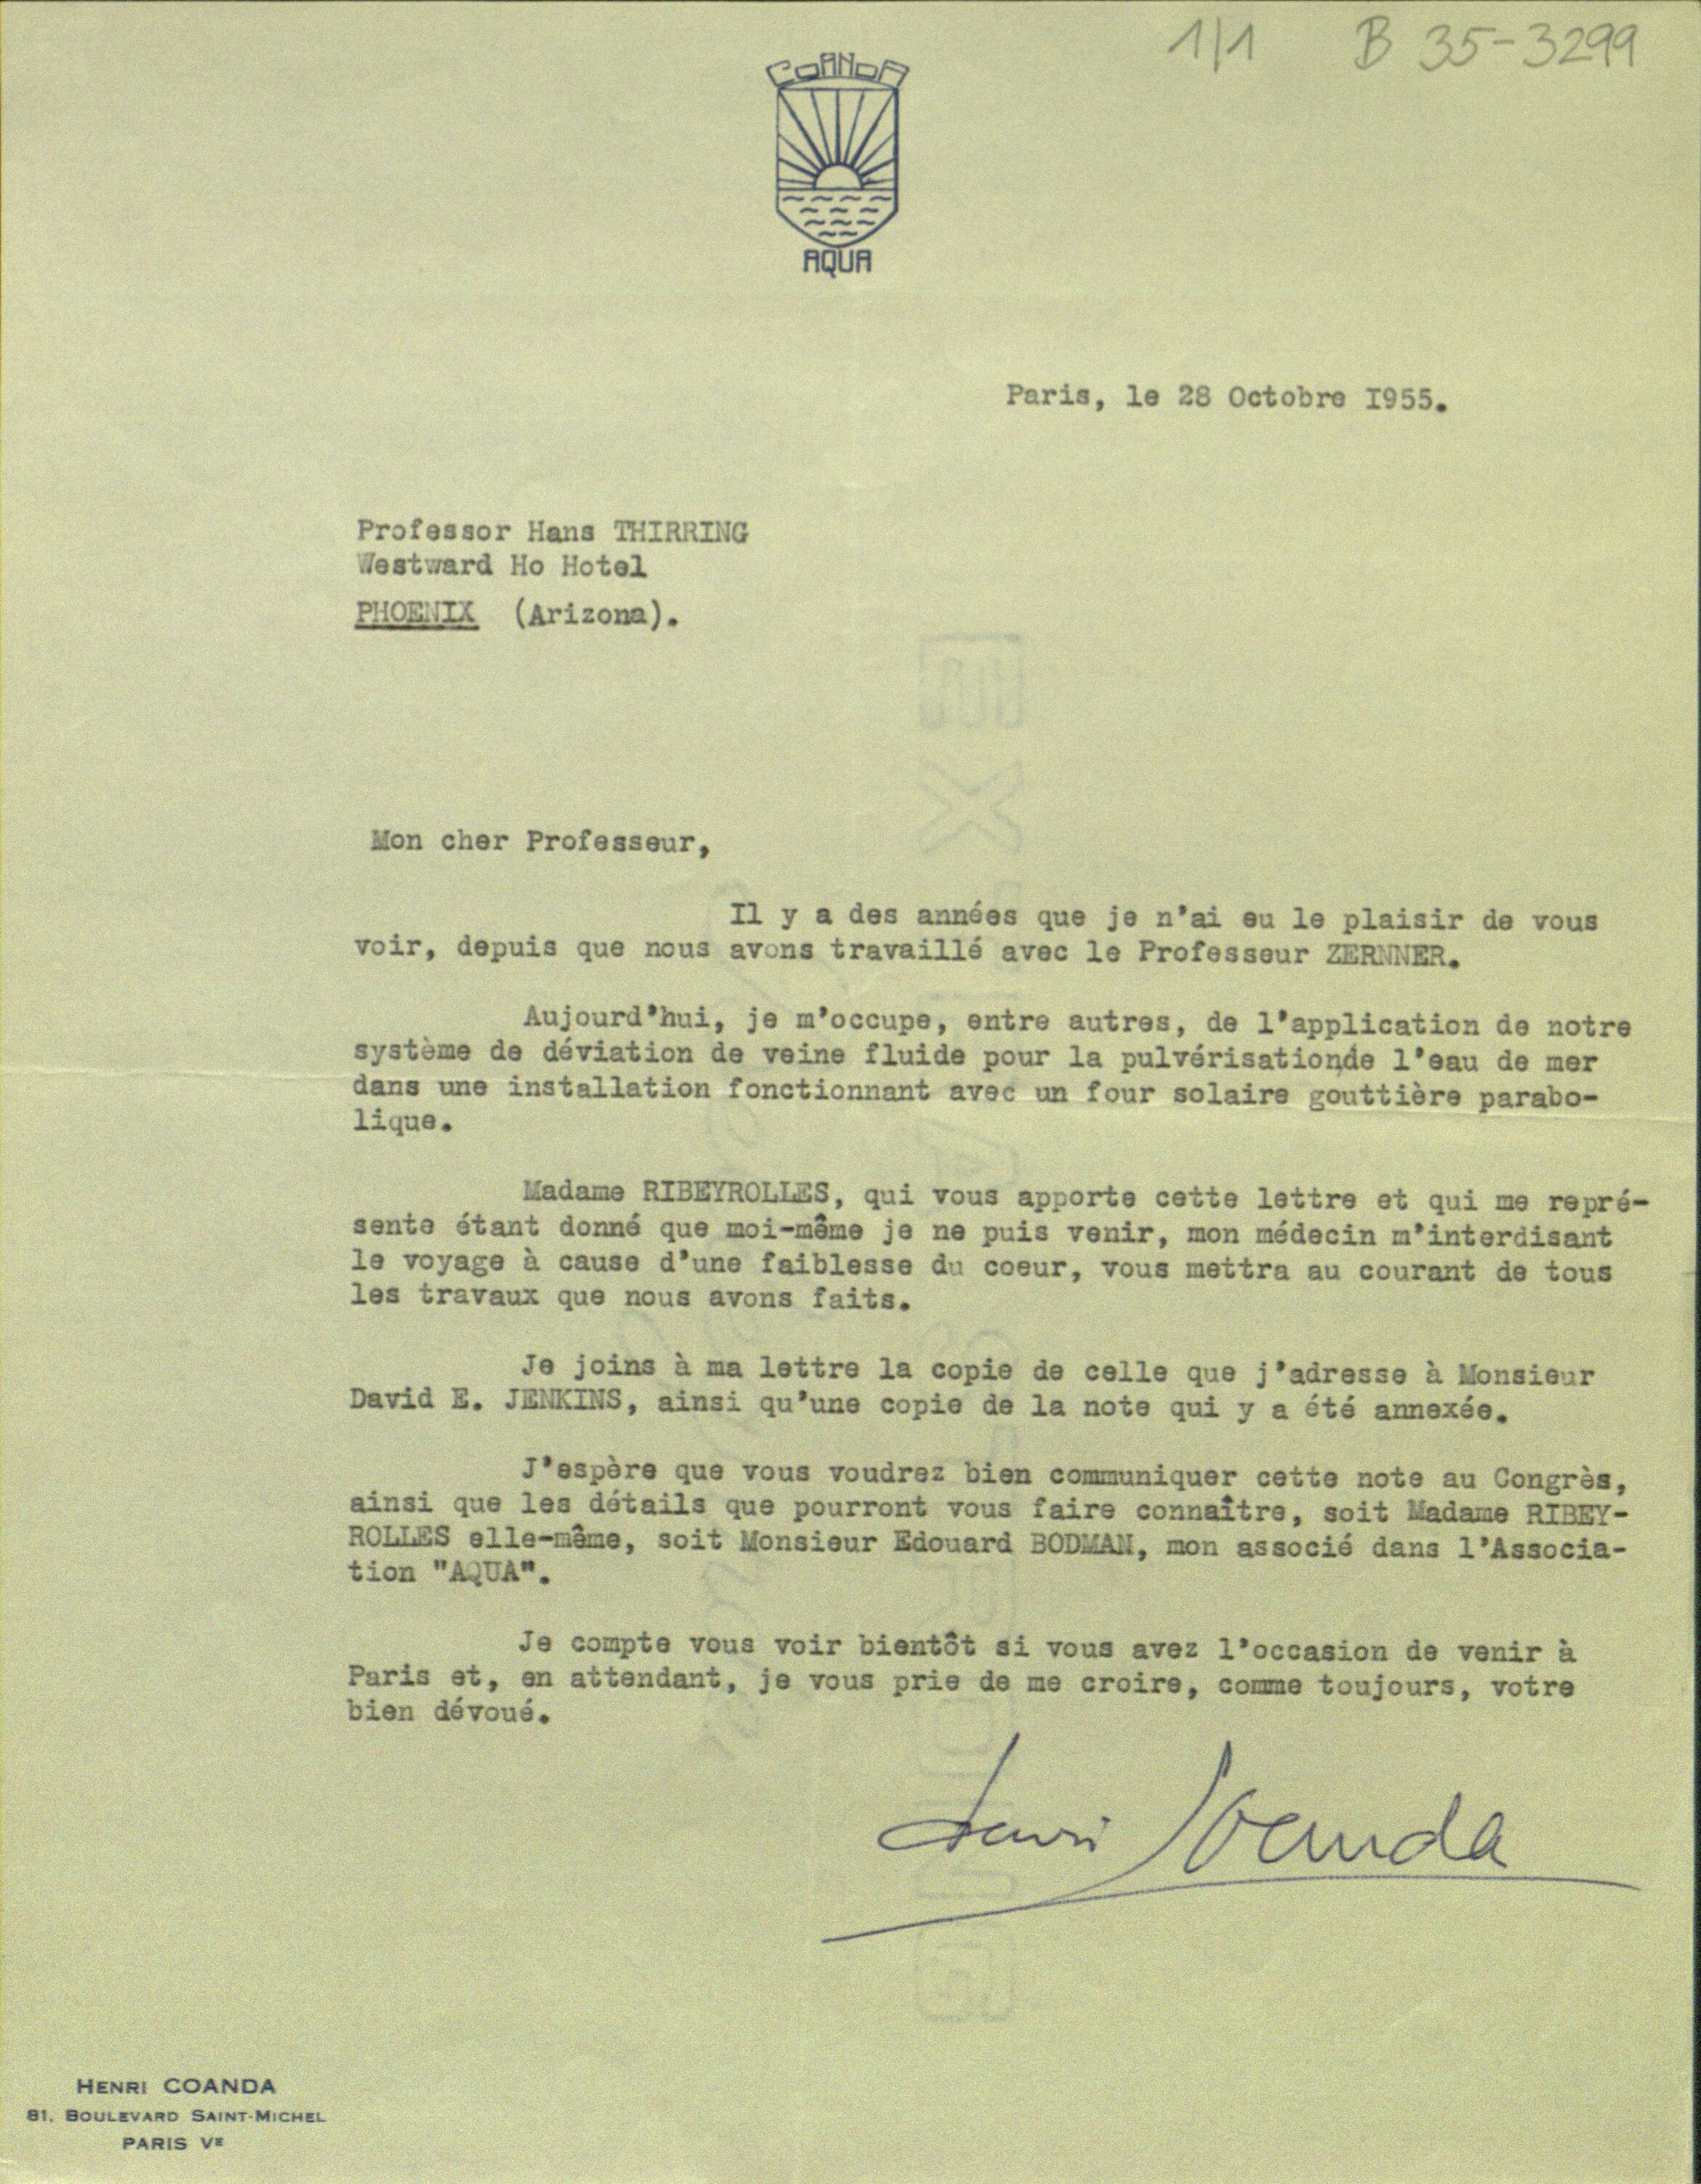 1/1 B 35-3299
COANDA
AQUA
Paris, le 28 Octobre I955.
Professor Hans THIRRING
Westward Ho Hotel
PHOENIX (Arizona).
Mon cher Professeur,
Il y a des années que je n'ai eu le plaisir de vous
voir, depuis que nous avons travaillé avec le Professeur ZERNNER.
Aujourd'hui, je m'occupe, entre autres, de l'application de notre
système de déviation de veine fluide pour la pulvérisationde l'eau de mer
dans une installation fonctionnant avec un four solaire gouttière parabo-
lique.
Madame RIBEYROLLES, qui vous apporte cette lettre et qui me repré-
sente étant donné que moi-même je ne puis venir, mon médecin m'interdisant
le voyage à cause d'une faiblesse du coeur, vous mettra au courant de tous
les travaux que nous avons faits.
Je joins à ma lettre la copie de celle que j'adresse à Monsieur
David E. JENKINS, ainsi qu'une copie de la note qui y a été annexée.
J'espère que vous voudrez bien communiquer cette note au Congrès,
ainsi que les détails que pourront vous faire connaître, soit Madame RIBEY-
ROLLES elle-même, soit Monsieur Edouard BODMAN, mon associé dans l'Associa-
tion "AQUA".
Je compte vous voir bientôt si vous avez l'occasion de venir à
Paris et, en attendant, je vous prie de me croire, comme toujours, votre
bien dévoué.
Henri Coanda
HENRI COANDA
81, BOULEVARD SAINT-MICHEL
PARIS VE